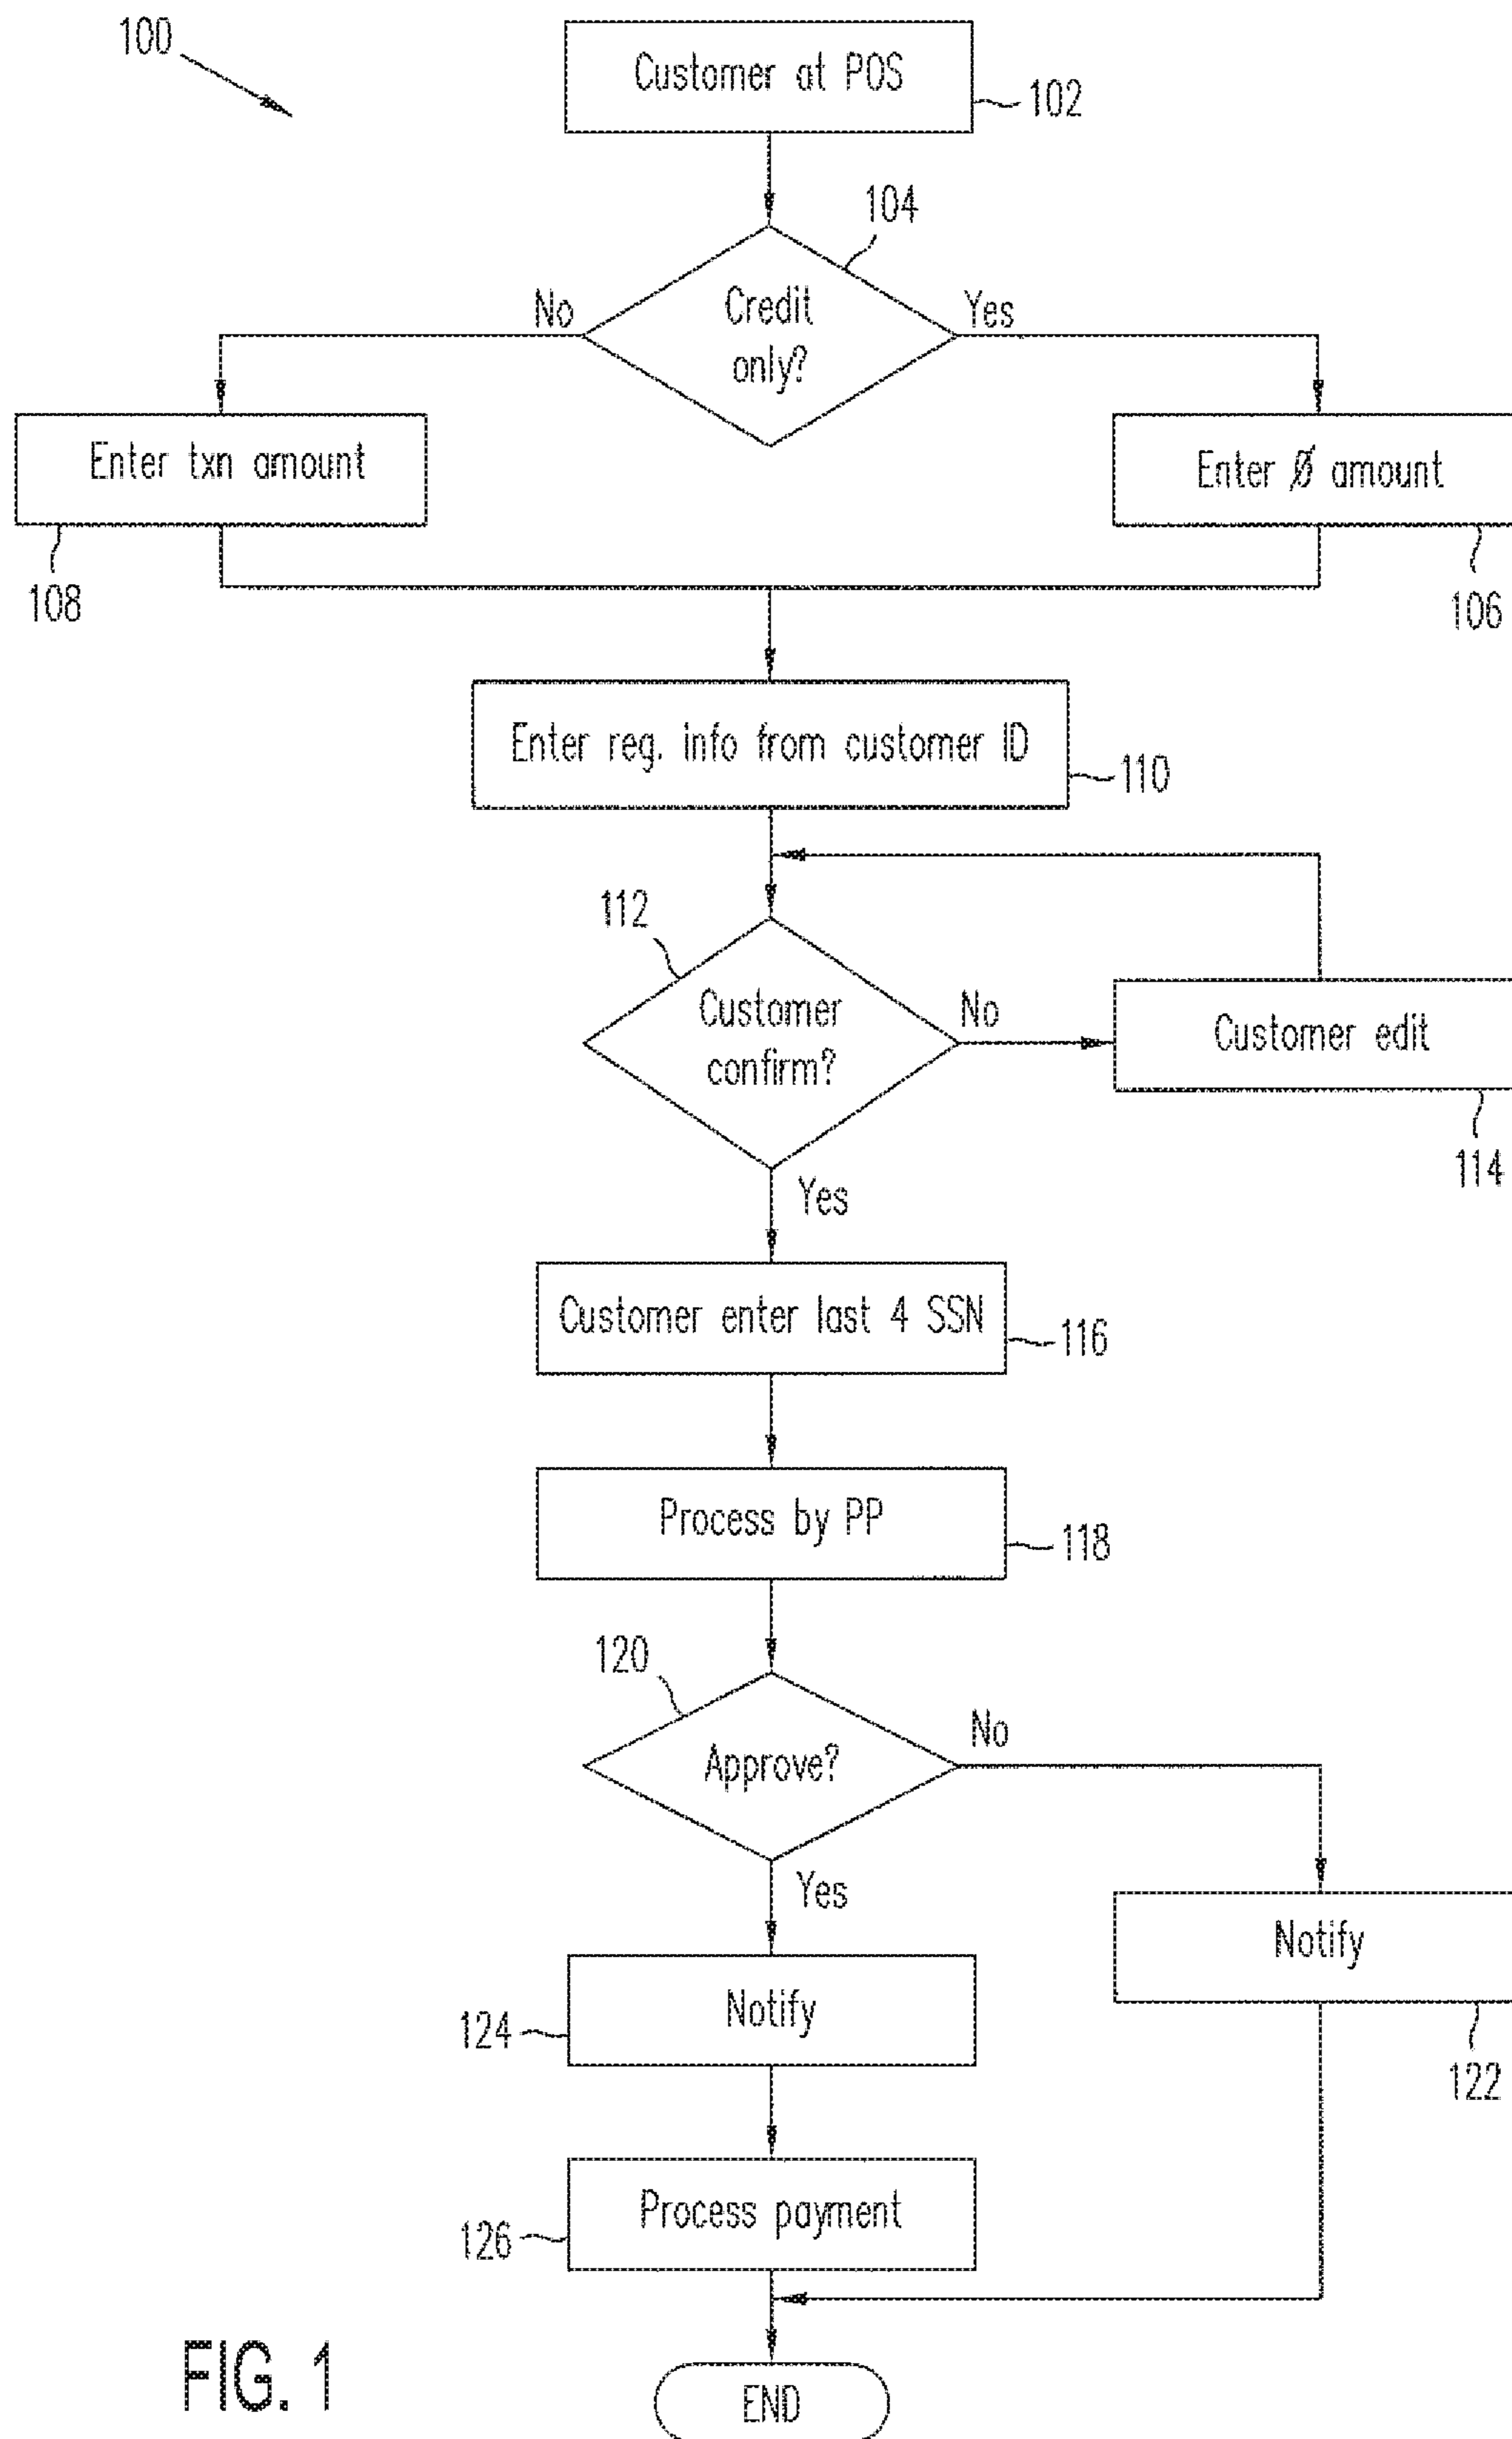 100
Customer at POS
102
104
Credit
only?
No
Yes
Enter txn amount
108
Enter Ø amount
106
Enter reg. info from customer ID
110
112
Customer
confirm?
No
Customer edit
114
Yes
Customer enter last 4 SSN
116
Process by PP
118
120
Approve?
No
Yes
Notify
122
Notify
124
Process payment
126
END
FIG. 1